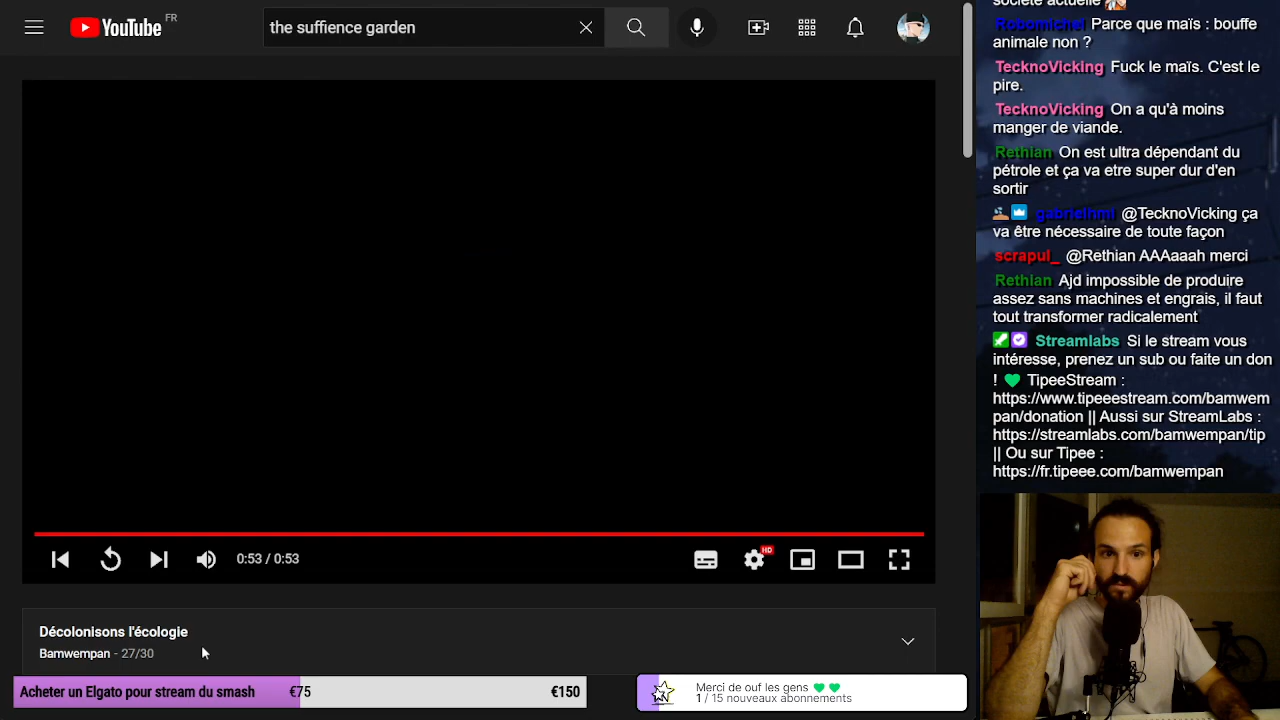 YouTube FR
the suffience garden
0:53 / 0:53
HD
Décolonisons l'écologie
Bamwempan - 27/30
Acheter un Elgato pour stream du smash €75 €150
Merci de ouf les gens
1 / 15 nouveaux abonnements
société actuelle
Robomichel Parce que maïs : bouffe
animale non ?
TecknoVicking Fuck le maïs. C'est le
pire.
TecknoVicking On a qu'à moins
manger de viande.
Rethian On est ultra dépendant du
pétrole et ça va etre super dur d'en
sortir
gabrielhmi @TecknoVicking ça
va être nécessaire de toute façon
scrapul_ @Rethian AAAaaah merci
Rethian Ajd impossible de produire
assez sans machines et engrais, il faut
tout transformer radicalement
Streamlabs Si le stream vous
intéresse, prenez un sub ou faite un don
! 💚 TipeeStream :
https://www.tipeeestream.com/bamwem
pan/donation || Aussi sur StreamLabs :
https://streamlabs.com/bamwempan/tip
|| Ou sur Tipee :
https://fr.tipeee.com/bamwempan